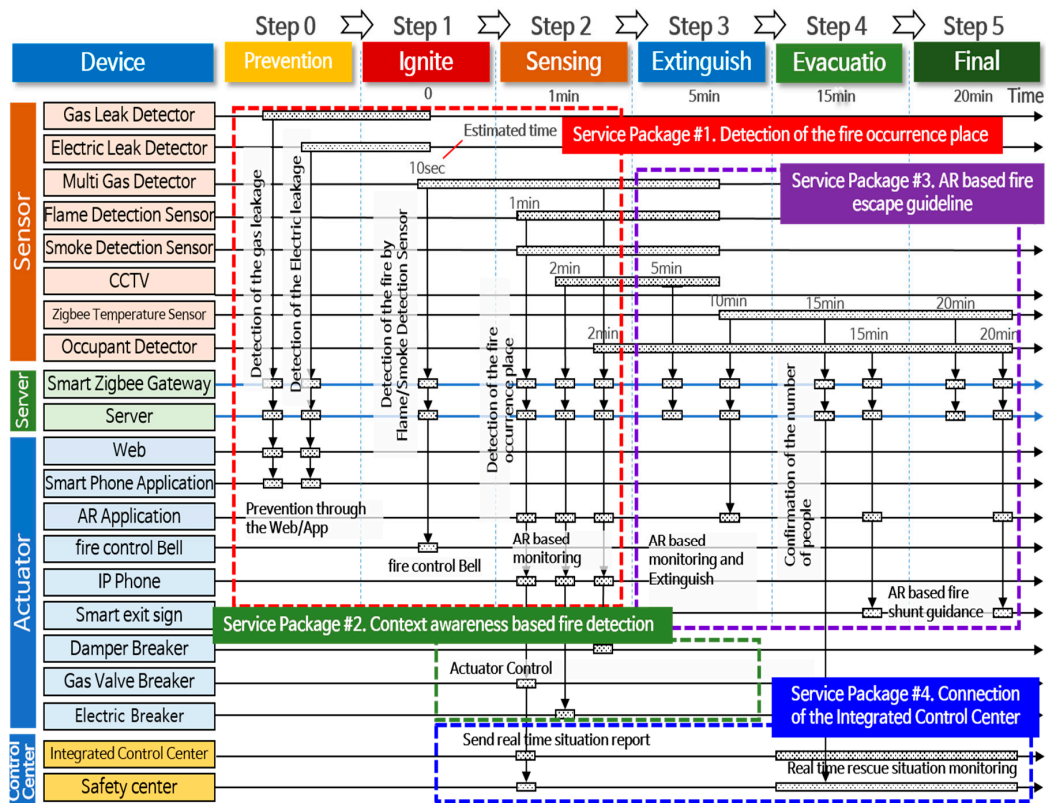 Step 0
Step 1
Step 2
Step 3
Step 4
Step 5
Device
Prevention
Ignite
Sensing
Extinguish
Evacuatio
Final
0
1min
5min
15min
20min
Time
Sensor
Gas Leak Detector
Electric Leak Detector
Multi Gas Detector
Flame Detection Sensor
Smoke Detection Sensor
CCTV
Zigbee Temperature Sensor
Occupant Detector
Server
Smart Zigbee Gateway
Server
Actuator
Web
Smart Phone Application
AR Application
fire control Bell
IP Phone
Smart exit sign
Damper Breaker
Gas Valve Breaker
Electric Breaker
Control
Center
Integrated Control Center
Safety center
Estimated time
10sec
1min
2min
5min
10min
15min
20min
2min
15min
20min
Service Package #1. Detection of the fire occurrence place
Service Package #3. AR based fire
escape guideline
Detection of the gas leakage
Detection of the Electric leakage
Detection of the fire by
Flame/Smoke Detection Sensor
Detection of the fire
occurrence place
Confirmation of the number
of people
Prevention through
the Web/App
fire control Bell
AR based
monitoring
AR based
monitoring and
Extinguish
AR based fire
shunt guidance
Service Package #2. Context awareness based fire detection
Actuator Control
Service Package #4. Connection
of the Integrated Control Center
Send real time situation report
Real time rescue situation monitoring